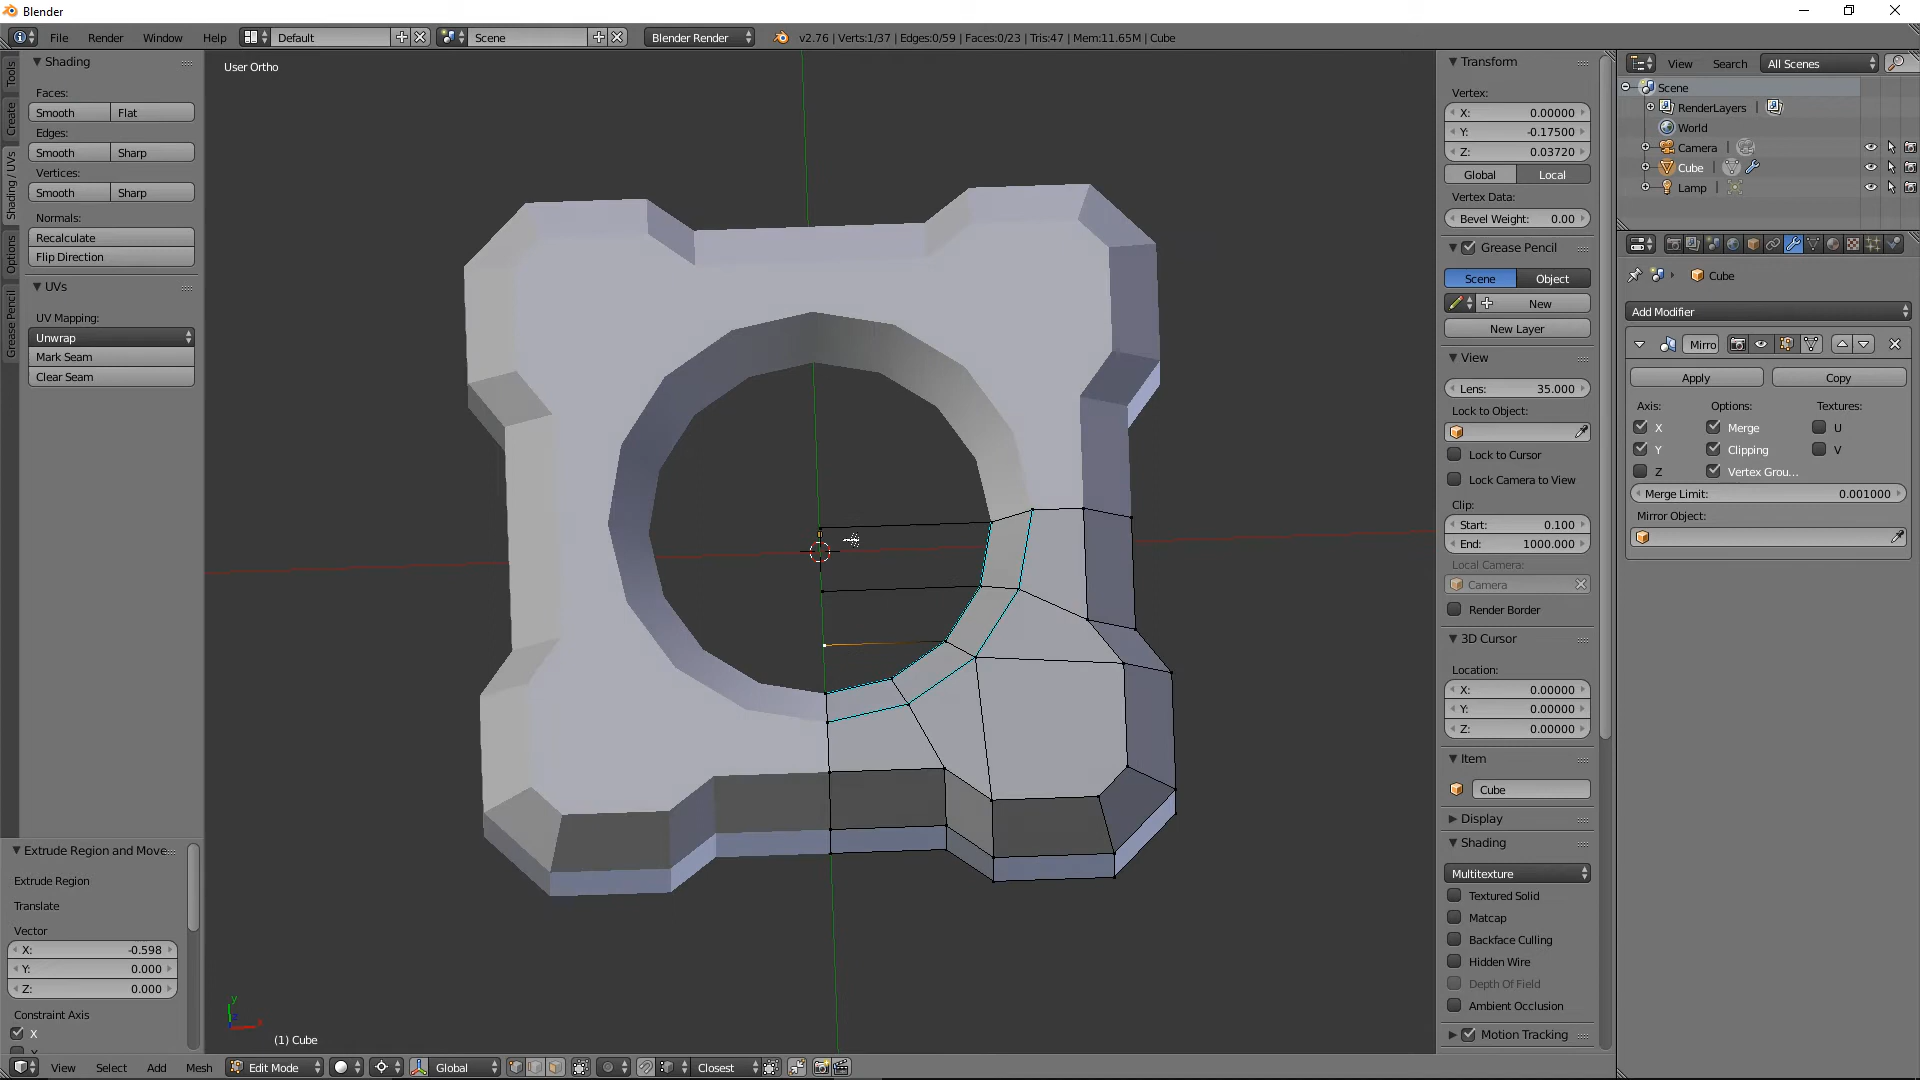 Blender
File Render Window Help Default Scene Blender Render v2.76 | Verts:1/37 | Edges:0/59 | Faces:0/23 | Tris:47 | Mem:11.65M | Cube
Tools
Create
Shading / UVs
Options
Grease Pencil
Shading
Faces:
Smooth Flat
Edges:
Smooth Sharp
Vertices:
Smooth Sharp
Normals:
Recalculate
Flip Direction
UVs
UV Mapping:
Unwrap
Mark Seam
Clear Seam
Extrude Region and Move...
Extrude Region
Translate
Vector
X: -0.598
Y: 0.000
Z: 0.000
Constraint Axis
X
User Ortho
y
(1) Cube
View Select Add Mesh Edit Mode Global Closest
Transform
Vertex:
X: 0.00000
Y: -0.17500
Z: 0.03720
Global Local
Vertex Data:
Bevel Weight: 0.00
Grease Pencil
Scene Object
New
New Layer
View
Lens: 35.000
Lock to Object:
Lock to Cursor
Lock Camera to View
Clip:
Start: 0.100
End: 1000.000
Local Camera:
Camera
Render Border
3D Cursor
Location:
X: 0.00000
Y: 0.00000
Z: 0.00000
Item
Cube
Display
Shading
Multitexture
Textured Solid
Matcap
Backface Culling
Hidden Wire
Depth Of Field
Ambient Occlusion
Motion Tracking
View Search All Scenes
Scene
RenderLayers |
World
Camera |
Cube |
Lamp |
Cube
Add Modifier
Mirro
Apply Copy
Axis: Options: Textures:
X Merge U
Y Clipping V
Z Vertex Grou...
Merge Limit: 0.001000
Mirror Object: